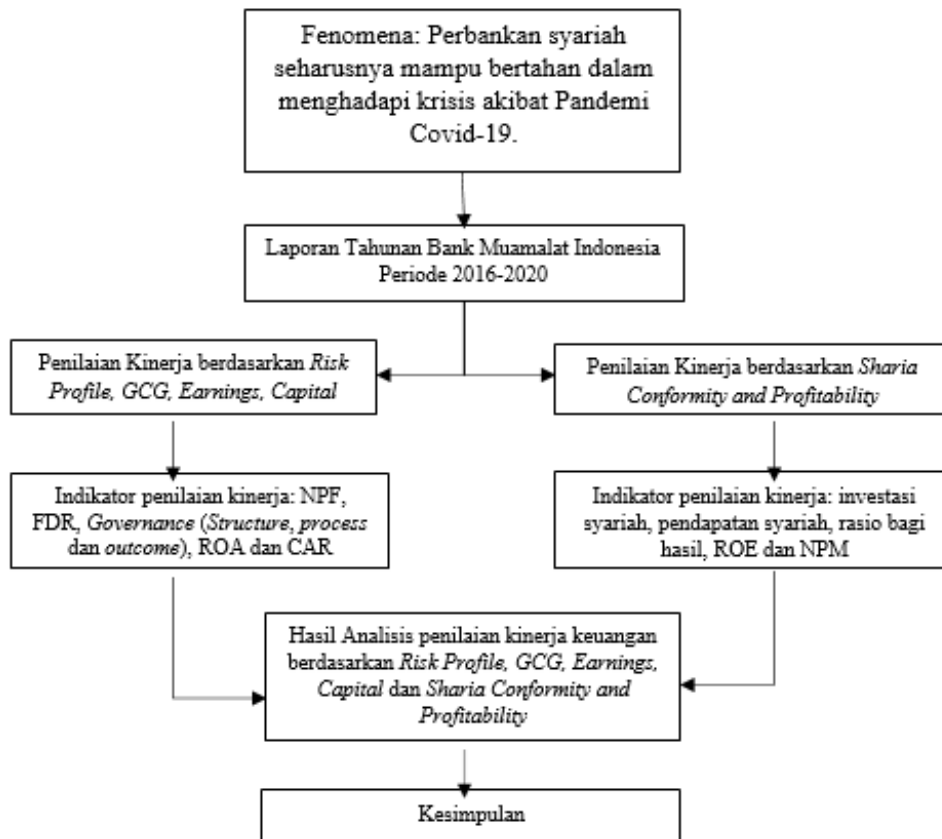 Fenomena: Perbankan syariah
seharusnya mampu bertahan dalam
menghadapi krisis akibat Pandemi
Covid-19.
Laporan Tahunan Bank Muamalat Indonesia
Periode 2016-2020
Penilaian Kinerja berdasarkan Risk
Profile, GCG, Earnings, Capital
Penilaian Kinerja berdasarkan Sharia
Conformity and Profitability
Indikator penilaian kinerja: NPF,
FDR, Governance (Structure, process
dan outcome), ROA dan CAR
Indikator penilaian kinerja: investasi
syariah, pendapatan syariah, rasio bagi
hasil, ROE dan NPM
Hasil Analisis penilaian kinerja keuangan
berdasarkan Risk Profile, GCG, Earnings,
Capital dan Sharia Conformity and
Profitability
Kesimpulan